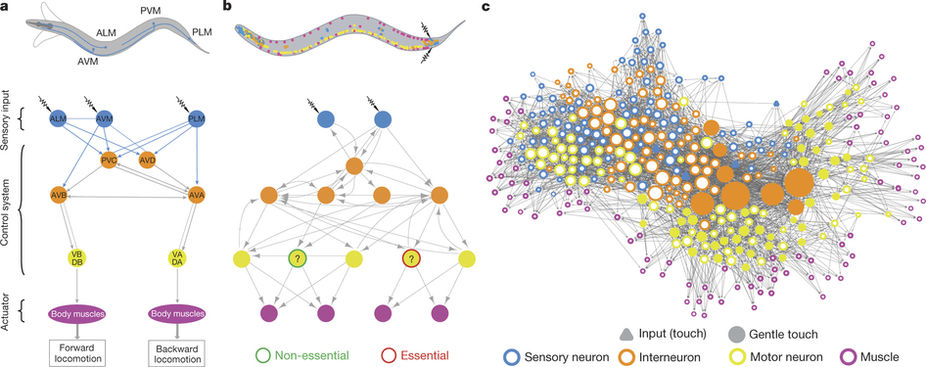 a
PVM
ALM
PLM
AVM
Sensory input
ALM
AVM
PLM
Control system
PVC
AVD
AVB
AVA
VB
DB
VA
DA
Actuator
Body muscles
Body muscles
Forward
locomotion
Backward
locomotion
b
?
?
Non-essential
Essential
c
Input (touch)
Gentle touch
Sensory neuron
Interneuron
Motor neuron
Muscle